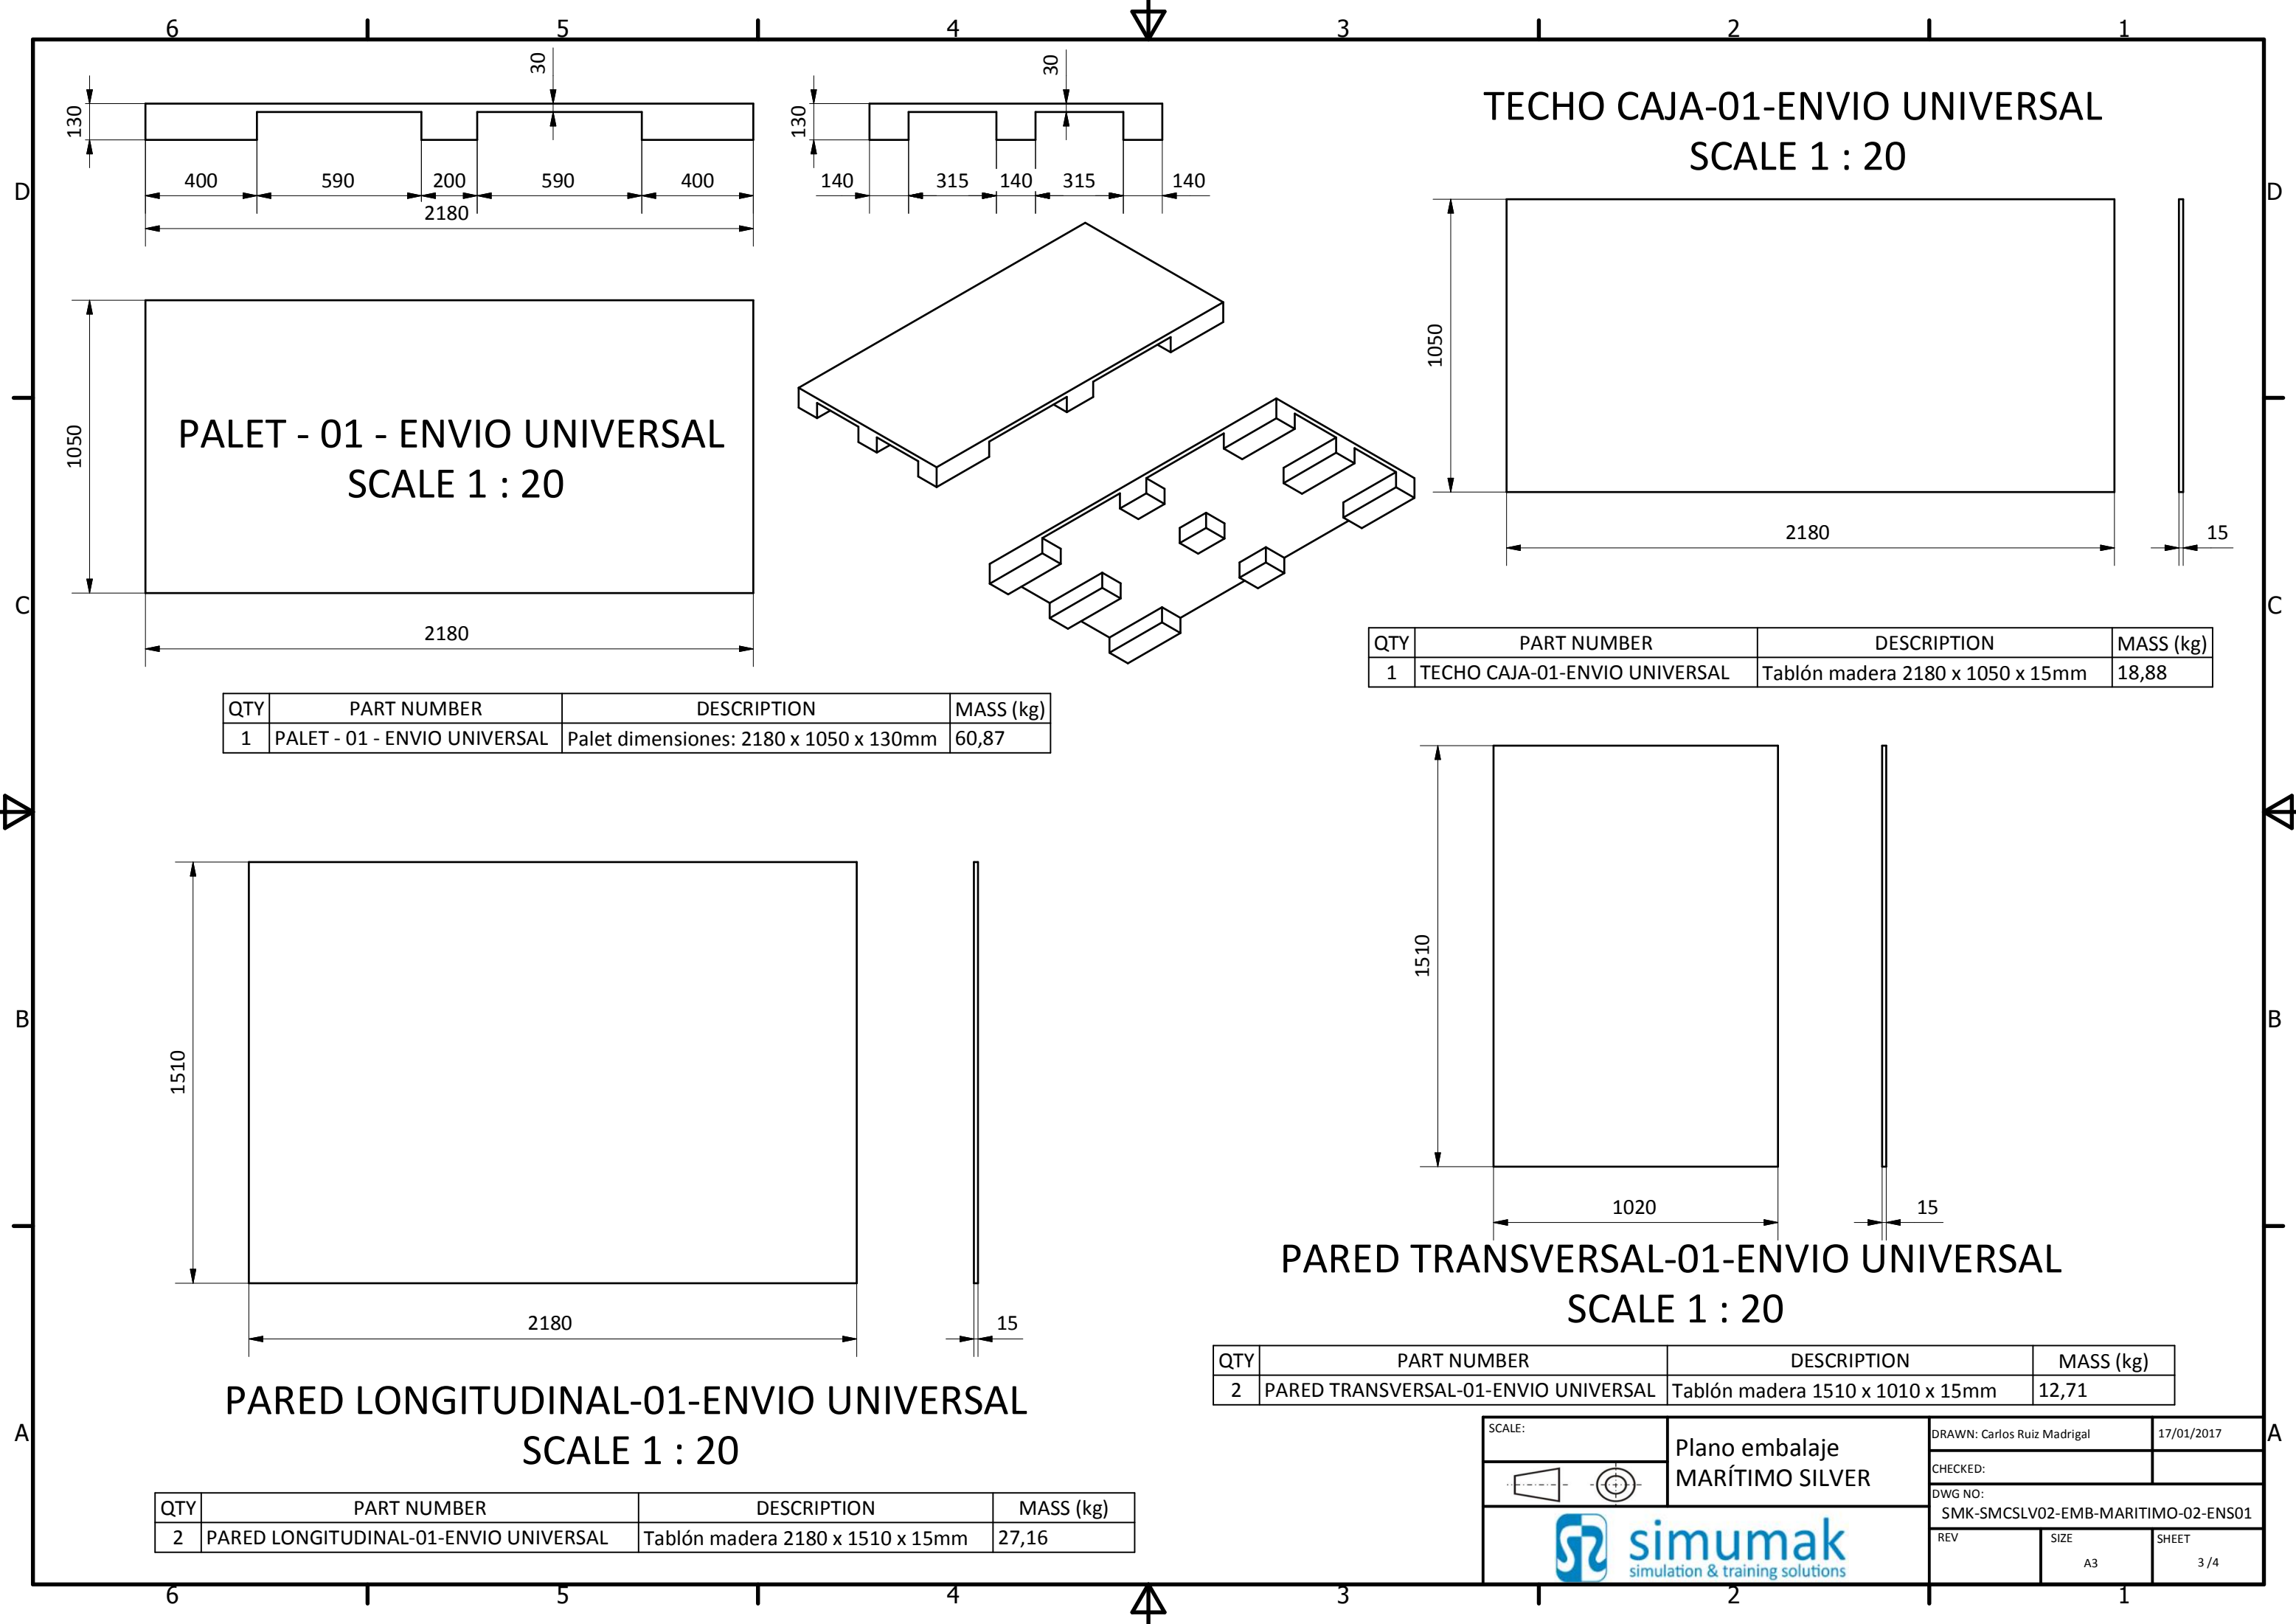 6 5 4 3 2 1
D
C
B
A
D
C
B
A
30
130
400 590 200 590 400
2180
30
130
140 315 140 315 140
1050
PALET - 01 - ENVIO UNIVERSAL
SCALE 1 : 20
2180
QTY PART NUMBER DESCRIPTION MASS (kg)
1 PALET - 01 - ENVIO UNIVERSAL Palet dimensiones: 2180 x 1050 x 130mm 60,87
TECHO CAJA-01-ENVIO UNIVERSAL
SCALE 1 : 20
1050
2180
15
QTY PART NUMBER DESCRIPTION MASS (kg)
1 TECHO CAJA-01-ENVIO UNIVERSAL Tablón madera 2180 x 1050 x 15mm 18,88
1510
2180
15
PARED LONGITUDINAL-01-ENVIO UNIVERSAL
SCALE 1 : 20
QTY PART NUMBER DESCRIPTION MASS (kg)
2 PARED LONGITUDINAL-01-ENVIO UNIVERSAL Tablón madera 2180 x 1510 x 15mm 27,16
1510
1020
15
PARED TRANSVERSAL-01-ENVIO UNIVERSAL
SCALE 1 : 20
QTY PART NUMBER DESCRIPTION MASS (kg)
2 PARED TRANSVERSAL-01-ENVIO UNIVERSAL Tablón madera 1510 x 1010 x 15mm 12,71
SCALE:
Plano embalaje
MARÍTIMO SILVER
DRAWN: Carlos Ruiz Madrigal 17/01/2017
CHECKED:
DWG NO:
SMK-SMCSLV02-EMB-MARITIMO-02-ENS01
REV SIZE SHEET
A3 3 /4
simumak
simulation & training solutions
6 5 4 3 2 1